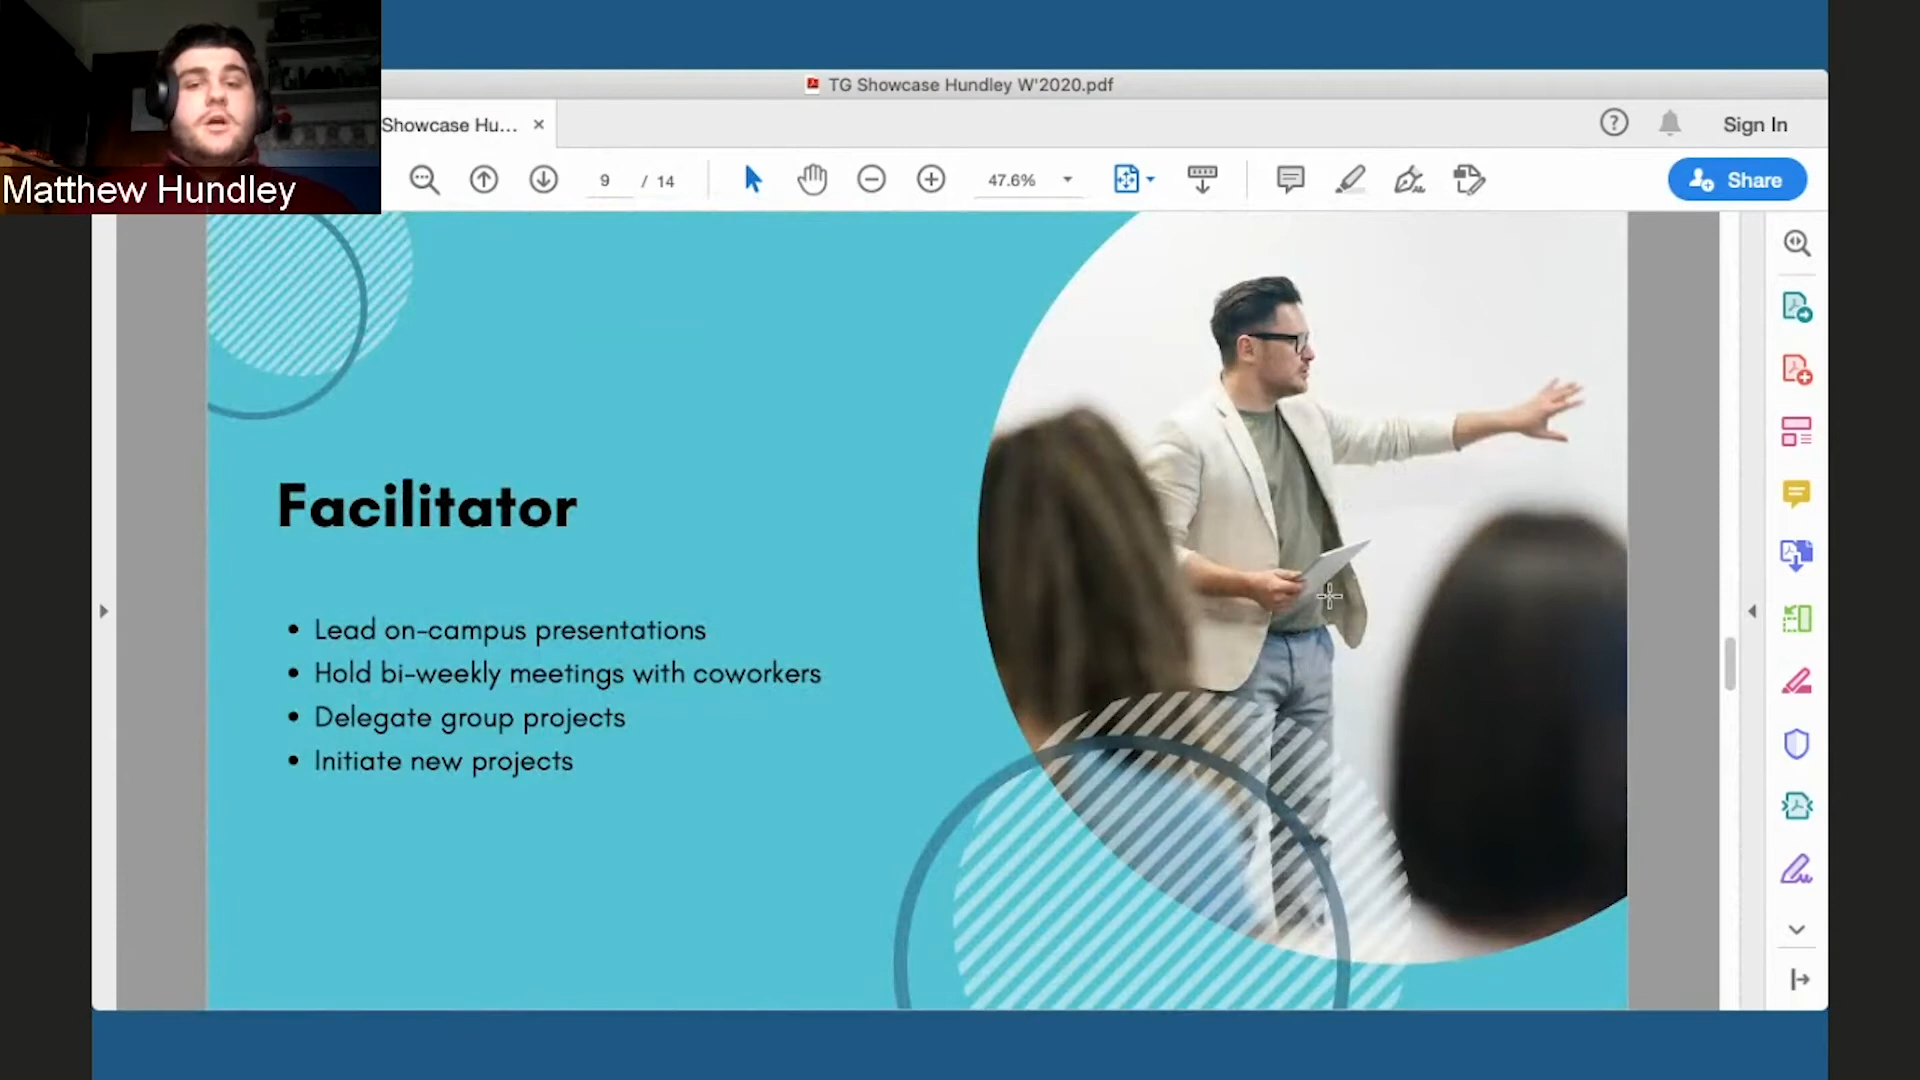 TG Showcase Hundley W'2020.pdf
Showcase Hu...
Sign In
Matthew Hundley
9 / 14
47.6%
Share
Facilitator
• Lead on-campus presentations
• Hold bi-weekly meetings with coworkers
• Delegate group projects
• Initiate new projects